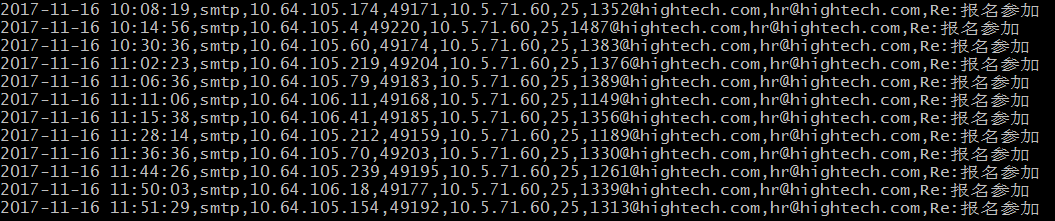 2017-11-16 10:08:19,smtp,10.64.105.174,49171,10.5.71.60,25,1352@hightech.com,hr@hightech.com,Re:报名参加
2017-11-16 10:14:56,smtp,10.64.105.4,49220,10.5.71.60,25,1487@hightech.com,hr@hightech.com,Re:报名参加
2017-11-16 10:30:36,smtp,10.64.105.60,49174,10.5.71.60,25,1383@hightech.com,hr@hightech.com,Re:报名参加
2017-11-16 11:02:23,smtp,10.64.105.219,49204,10.5.71.60,25,1376@hightech.com,hr@hightech.com,Re:报名参加
2017-11-16 11:06:36,smtp,10.64.105.79,49183,10.5.71.60,25,1389@hightech.com,hr@hightech.com,Re:报名参加
2017-11-16 11:11:06,smtp,10.64.106.11,49168,10.5.71.60,25,1149@hightech.com,hr@hightech.com,Re:报名参加
2017-11-16 11:15:38,smtp,10.64.106.41,49185,10.5.71.60,25,1356@hightech.com,hr@hightech.com,Re:报名参加
2017-11-16 11:28:14,smtp,10.64.105.212,49159,10.5.71.60,25,1189@hightech.com,hr@hightech.com,Re:报名参加
2017-11-16 11:36:36,smtp,10.64.105.70,49203,10.5.71.60,25,1330@hightech.com,hr@hightech.com,Re:报名参加
2017-11-16 11:44:26,smtp,10.64.105.239,49195,10.5.71.60,25,1261@hightech.com,hr@hightech.com,Re:报名参加
2017-11-16 11:50:03,smtp,10.64.106.18,49177,10.5.71.60,25,1339@hightech.com,hr@hightech.com,Re:报名参加
2017-11-16 11:51:29,smtp,10.64.105.154,49192,10.5.71.60,25,1313@hightech.com,hr@hightech.com,Re:报名参加